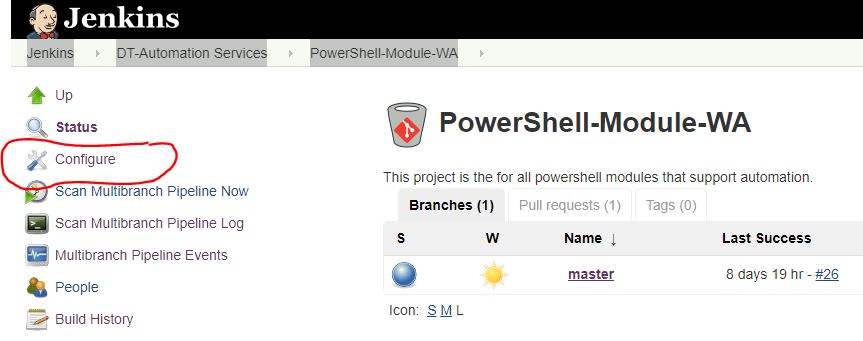 Jenkins
Jenkins DT-Automation Services PowerShell-Module-WA
Up
Status
Configure
Scan Multibranch Pipeline Now
Scan Multibranch Pipeline Log
Multibranch Pipeline Events
People
Build History
PowerShell-Module-WA
This project is the for all powershell modules that support automation.
Branches (1) Pull requests (1) Tags (0)
S W Name ↓ Last Success
master 8 days 19 hr - #26
Icon: S M L